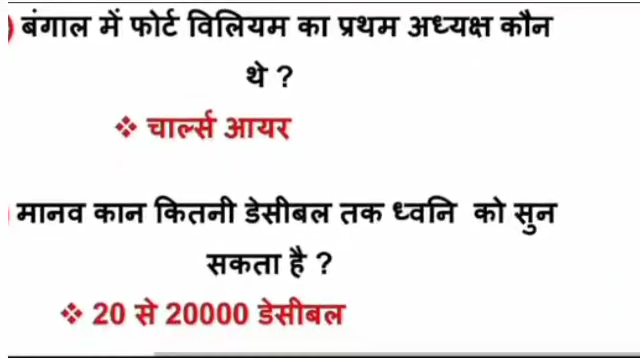 बंगाल में फोर्ट विलियम का प्रथम अध्यक्ष कौन
थे ?
❖ चार्ल्स आयर
मानव कान कितनी डेसीबल तक ध्वनि को सुन
सकता है ?
❖ 20 से 20000 डेसीबल